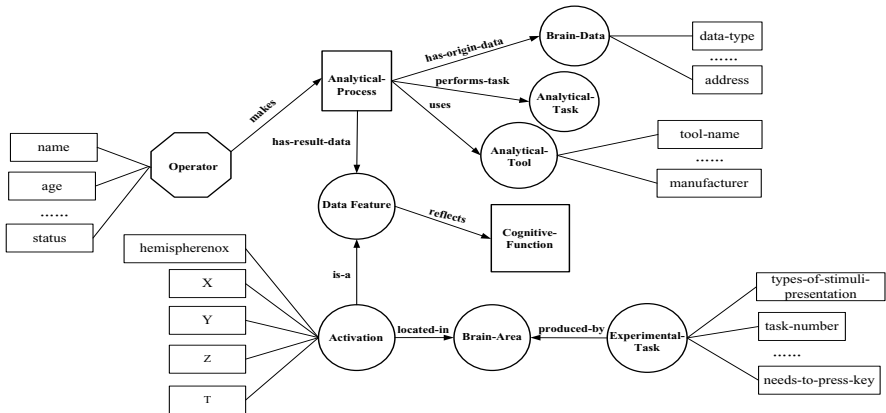 has-origin-data
Brain-Data
data-type
......
address
Analytical-
Process
performs-task
Analytical-
Task
uses
makes
has-result-data
Analytical-
Tool
tool-name
......
manufacturer
name
age
......
status
Operator
Data Feature
reflects
Cognitive-
Function
hemispherenox
X
Y
Z
T
is-a
Activation
located-in
Brain-Area
produced-by
Experimental-
Task
types-of-stimuli-
presentation
task-number
......
needs-to-press-key